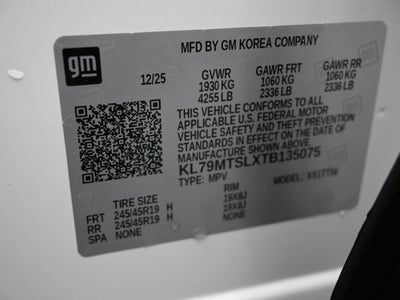 gm
MFD BY GM KOREA COMPANY
12/25
GVWR GAWR FRT GAWR RR
1930 KG 1060 KG 1060 KG
4255 LB 2336 LB 2336 LB
THIS VEHICLE CONFORMS TO ALL
APPLICABLE U.S. FEDERAL MOTOR
VEHICLE SAFETY AND THEFT PREVENTION
STANDARDS IN EFFECT ON THE DATE
OF MANUFACTURE SHOWN ABOVE.
KL79MTSLXTB135075
TYPE: MPV MODEL:
TIRE SIZE RIM
FRT 245/45R19 H 19X8J
RR 245/45R19 H 19X8J
SPA NONE NONE